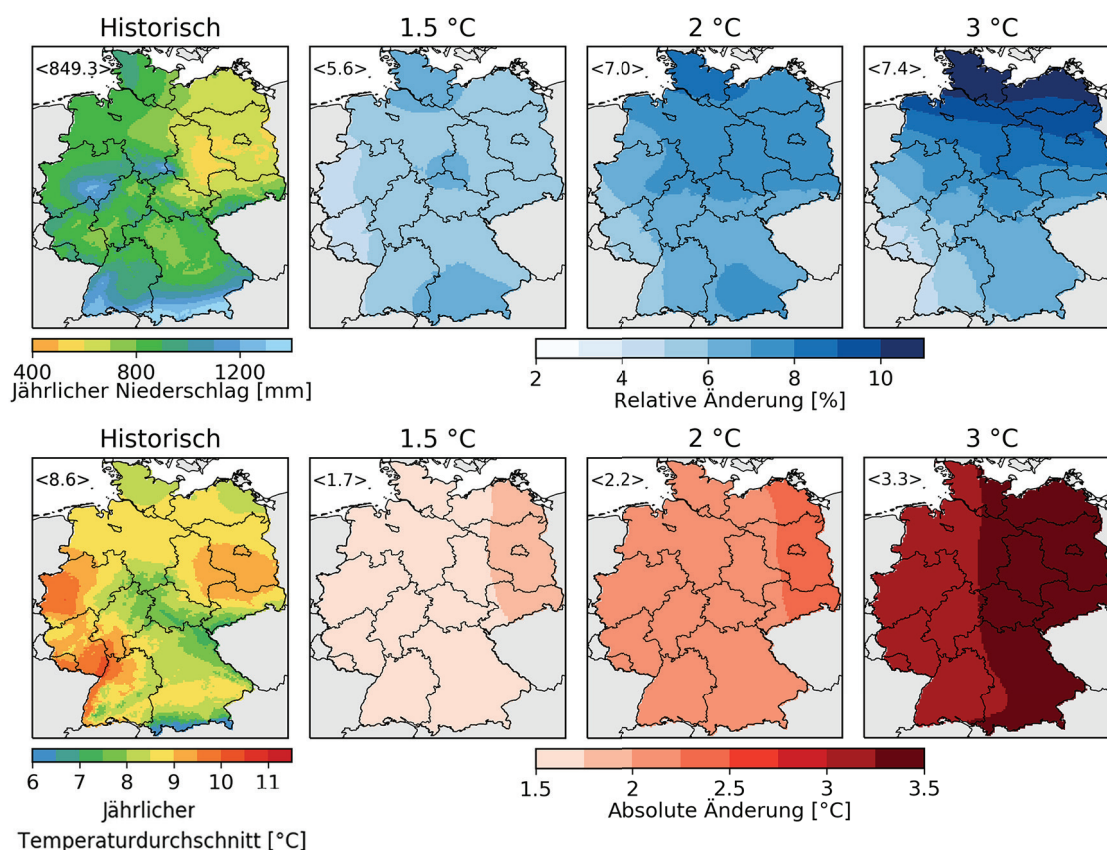 Historisch 1.5 °C 2 °C 3 °C
<849.3> <5.6> <7.0> <7.4>
400 800 1200
Jährlicher Niederschlag [mm]
2 4 6 8 10
Relative Änderung [%]
Historisch 1.5 °C 2 °C 3 °C
<8.6> <1.7> <2.2> <3.3>
6 7 8 9 10 11
Jährlicher
Temperaturdurchschnitt [°C]
1.5 2 2.5 3 3.5
Absolute Änderung [°C]